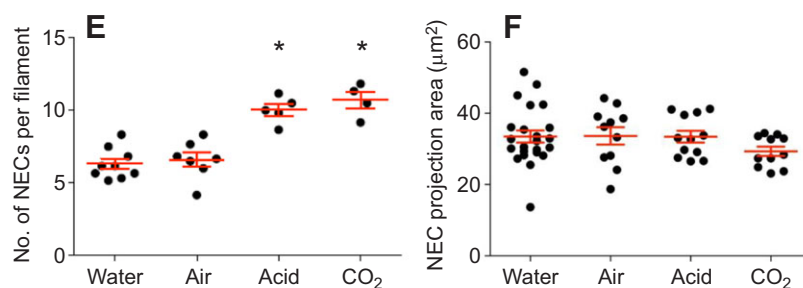 E
No. of NECs per filament
15
10
5
0
*
*
Water Air Acid CO₂
F
NEC projection area (μm²)
60
40
20
0
Water Air Acid CO₂